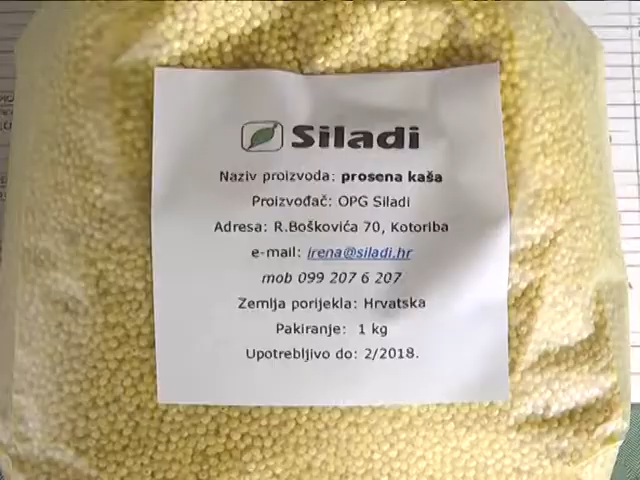 Siladi
Naziv proizvoda: prosena kaša
Proizvođač: OPG Siladi
Adresa: R.Boškovića 70, Kotoriba
e-mail: irena@siladi.hr
mob 099 207 6 207
Zemlja porijekla: Hrvatska
Pakiranje: 1 kg
Upotrebljivo do: 2/2018.